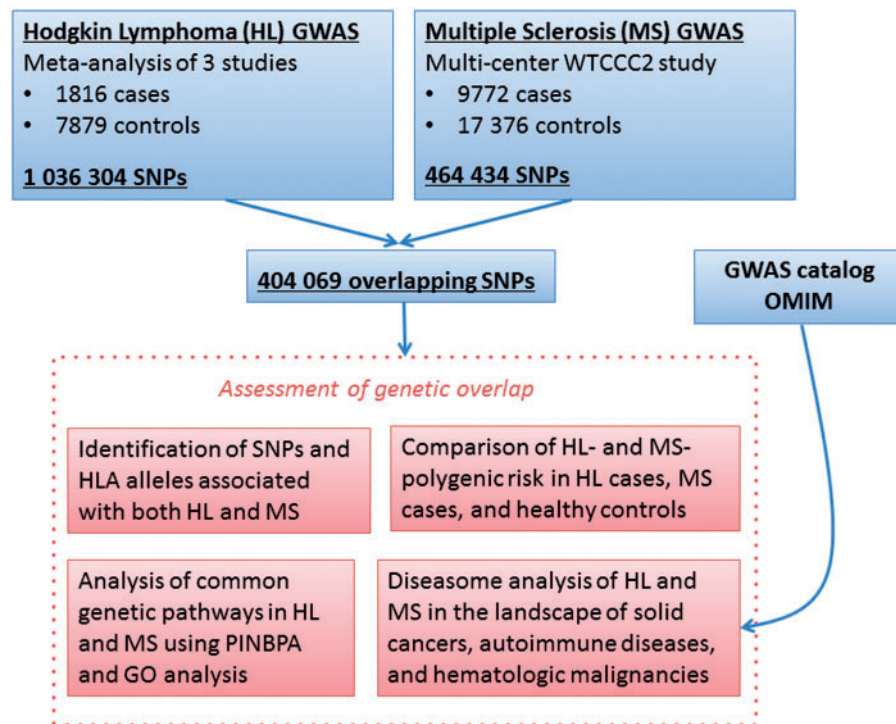 Hodgkin Lymphoma (HL) GWAS
Meta-analysis of 3 studies
• 1816 cases
• 7879 controls
1 036 304 SNPs
Multiple Sclerosis (MS) GWAS
Multi-center WTCCC2 study
• 9772 cases
• 17 376 controls
464 434 SNPs
404 069 overlapping SNPs
GWAS catalog
OMIM
Assessment of genetic overlap
Identification of SNPs and
HLA alleles associated
with both HL and MS
Comparison of HL- and MS-
polygenic risk in HL cases, MS
cases, and healthy controls
Analysis of common
genetic pathways in HL
and MS using PINBPA
and GO analysis
Diseasome analysis of HL and
MS in the landscape of solid
cancers, autoimmune diseases,
and hematologic malignancies